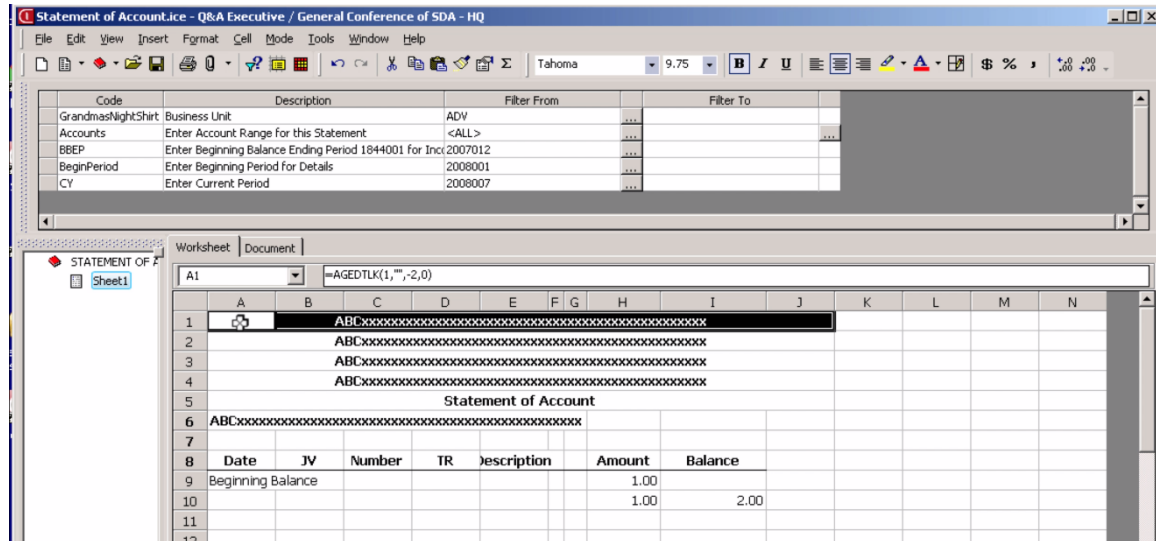 Statement of Account.ice - Q&A Executive / General Conference of SDA - HQ
File Edit View Insert Format Cell Mode Tools Window Help
Tahoma 9.75 B I U $ % ,
Code Description Filter From Filter To
GrandmasNightShirt Business Unit ADV ...
Accounts Enter Account Range for this Statement <ALL> ... ...
BBEP Enter Beginning Balance Ending Period 1844001 for Inc 2007012 ...
BeginPeriod Enter Beginning Period for Details 2008001 ...
CY Enter Current Period 2008007 ...
Worksheet Document
STATEMENT OF
Sheet1
A1 =AGEDTLK(1,"",-2,0)
A B C D E F G H I J K L M N
1 ABCxxxxxxxxxxxxxxxxxxxxxxxxxxxxxxxxxxxxxxxxxxxxxxx
2 ABCxxxxxxxxxxxxxxxxxxxxxxxxxxxxxxxxxxxxxxxxxxxxxxx
3 ABCxxxxxxxxxxxxxxxxxxxxxxxxxxxxxxxxxxxxxxxxxxxxxxx
4 ABCxxxxxxxxxxxxxxxxxxxxxxxxxxxxxxxxxxxxxxxxxxxxxxx
5 Statement of Account
6 ABCxxxxxxxxxxxxxxxxxxxxxxxxxxxxxxxxxxxxxxxxxxxxxxx
7
8 Date JV Number TR Description Amount Balance
9 Beginning Balance 1.00
10 1.00 2.00
11
12